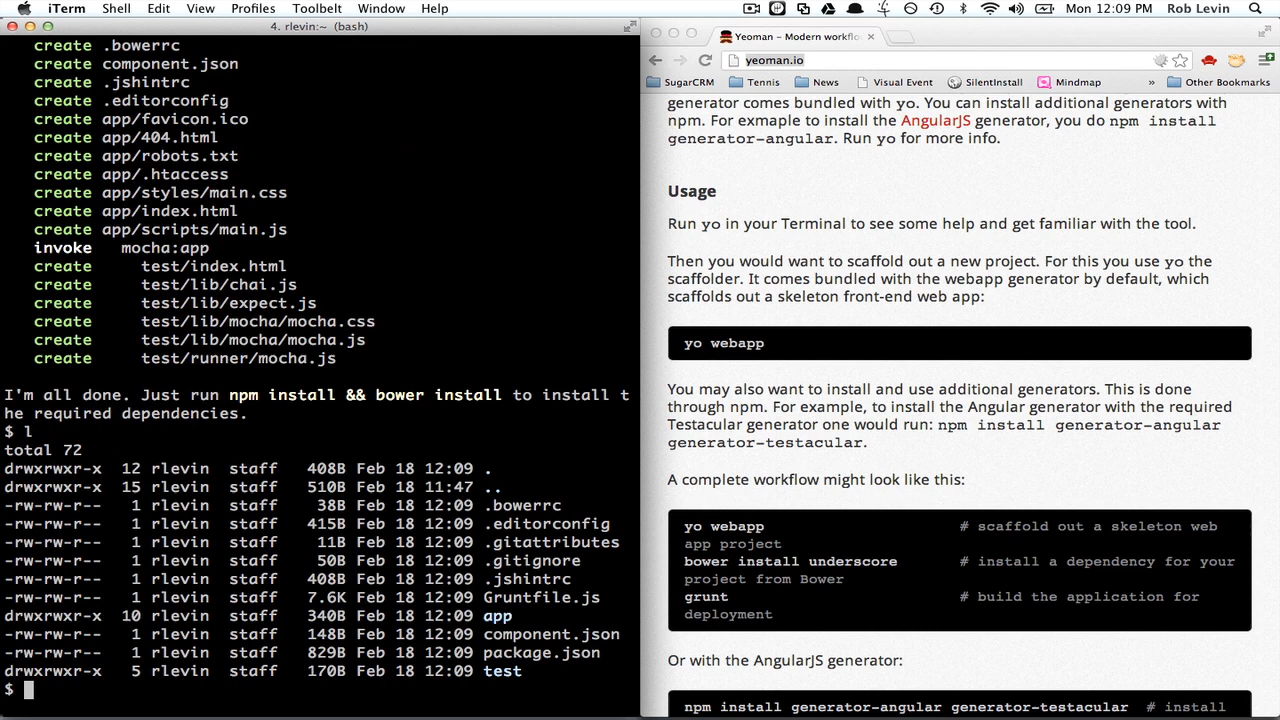 iTerm Shell Edit View Profiles Toolbelt Window Help Mon 12:09 PM Rob Levin
4. rlevin:~ (bash)
create .bowerrc
create component.json
create .jshintrc
create .editorconfig
create app/favicon.ico
create app/404.html
create app/robots.txt
create app/.htaccess
create app/styles/main.css
create app/index.html
create app/scripts/main.js
invoke mocha:app
create test/index.html
create test/lib/chai.js
create test/lib/expect.js
create test/lib/mocha/mocha.css
create test/lib/mocha/mocha.js
create test/runner/mocha.js
I'm all done. Just run npm install && bower install to install t
he required dependencies.
$ l
total 72
drwxrwxr-x 12 rlevin staff 408B Feb 18 12:09 .
drwxrwxr-x 15 rlevin staff 510B Feb 18 11:47 ..
-rw-rw-r-- 1 rlevin staff 38B Feb 18 12:09 .bowerrc
-rw-rw-r-- 1 rlevin staff 415B Feb 18 12:09 .editorconfig
-rw-rw-r-- 1 rlevin staff 11B Feb 18 12:09 .gitattributes
-rw-rw-r-- 1 rlevin staff 50B Feb 18 12:09 .gitignore
-rw-rw-r-- 1 rlevin staff 408B Feb 18 12:09 .jshintrc
-rw-rw-r-- 1 rlevin staff 7.6K Feb 18 12:09 Gruntfile.js
drwxrwxr-x 10 rlevin staff 340B Feb 18 12:09 app
-rw-rw-r-- 1 rlevin staff 148B Feb 18 12:09 component.json
-rw-rw-r-- 1 rlevin staff 829B Feb 18 12:09 package.json
drwxrwxr-x 5 rlevin staff 170B Feb 18 12:09 test
$
Yeoman – Modern workflo
yeoman.io
SugarCRM Tennis News Visual Event SilentInstall Mindmap » Other Bookmarks
generator comes bundled with yo. You can install additional generators with
npm. For exmaple to install the AngularJS generator, you do npm install
generator-angular. Run yo for more info.
Usage
Run yo in your Terminal to see some help and get familiar with the tool.
Then you would want to scaffold out a new project. For this you use yo the
scaffolder. It comes bundled with the webapp generator by default, which
scaffolds out a skeleton front-end web app:
yo webapp
You may also want to install and use additional generators. This is done
through npm. For example, to install the Angular generator with the required
Testacular generator one would run: npm install generator-angular
generator-testacular.
A complete workflow might look like this:
yo webapp # scaffold out a skeleton web
app project
bower install underscore # install a dependency for your
project from Bower
grunt # build the application for
deployment
Or with the AngularJS generator:
npm install generator-angular generator-testacular # install